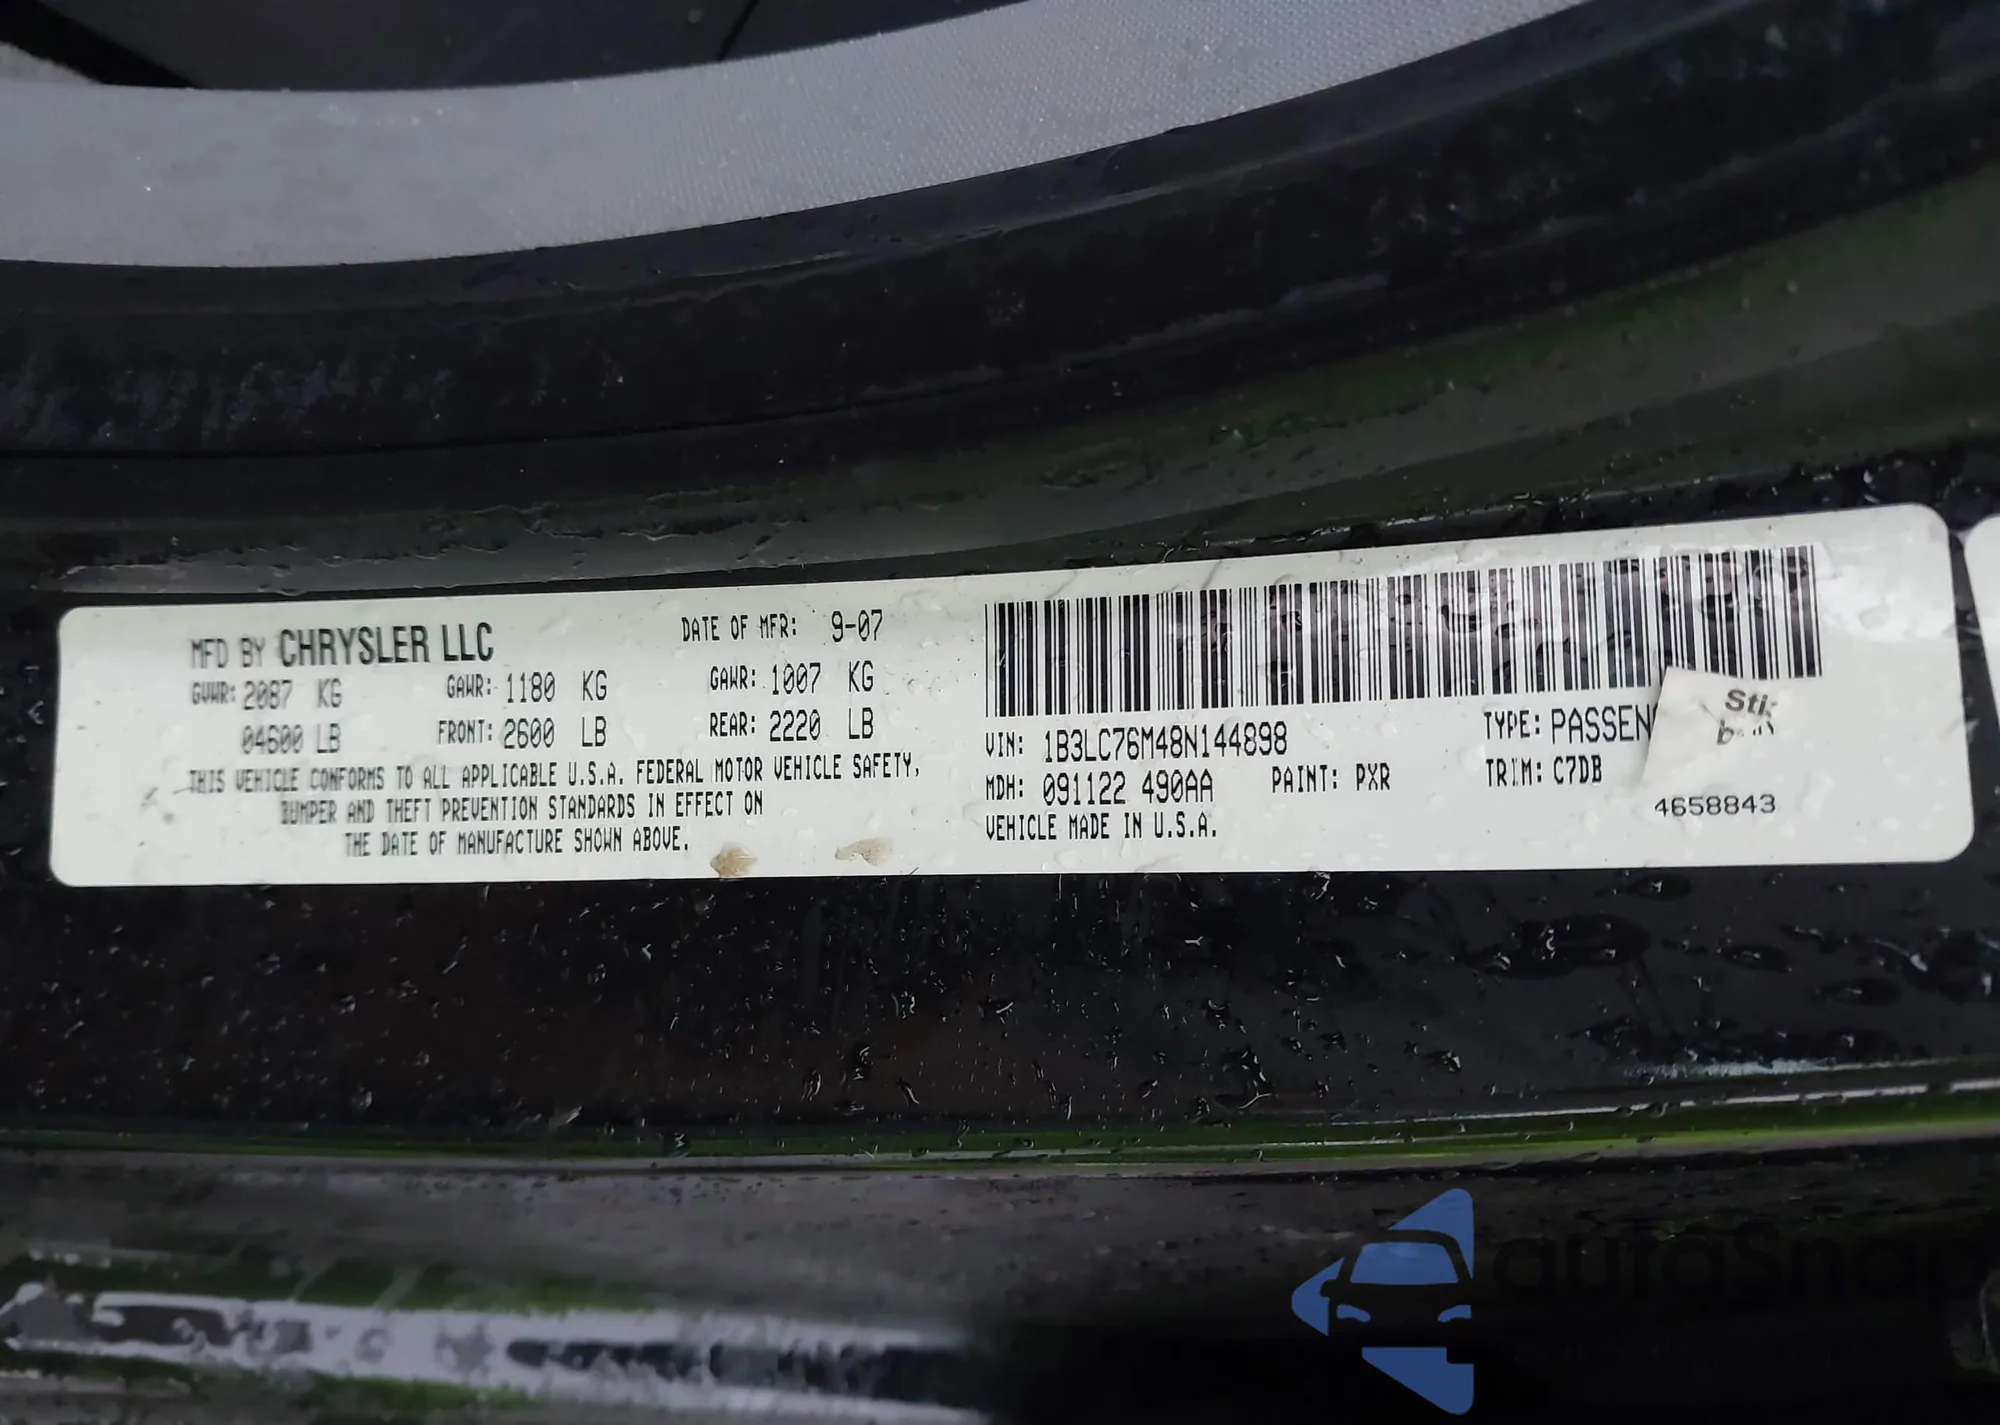 MFD BY CHRYSLER LLC DATE OF MFR: 9-07
GVWR: 2087 KG GAWR: 1180 KG GAWR: 1007 KG
04600 LB FRONT: 2600 LB REAR: 2220 LB
THIS VEHICLE CONFORMS TO ALL APPLICABLE U.S.A. FEDERAL MOTOR VEHICLE SAFETY,
BUMPER AND THEFT PREVENTION STANDARDS IN EFFECT ON
THE DATE OF MANUFACTURE SHOWN ABOVE.
VIN: 1B3LC76M48N144898 TYPE: PASSEN
MDH: 091122 490AA PAINT: PXR TRIM: C7DB
VEHICLE MADE IN U.S.A.
4658843
autoSnap